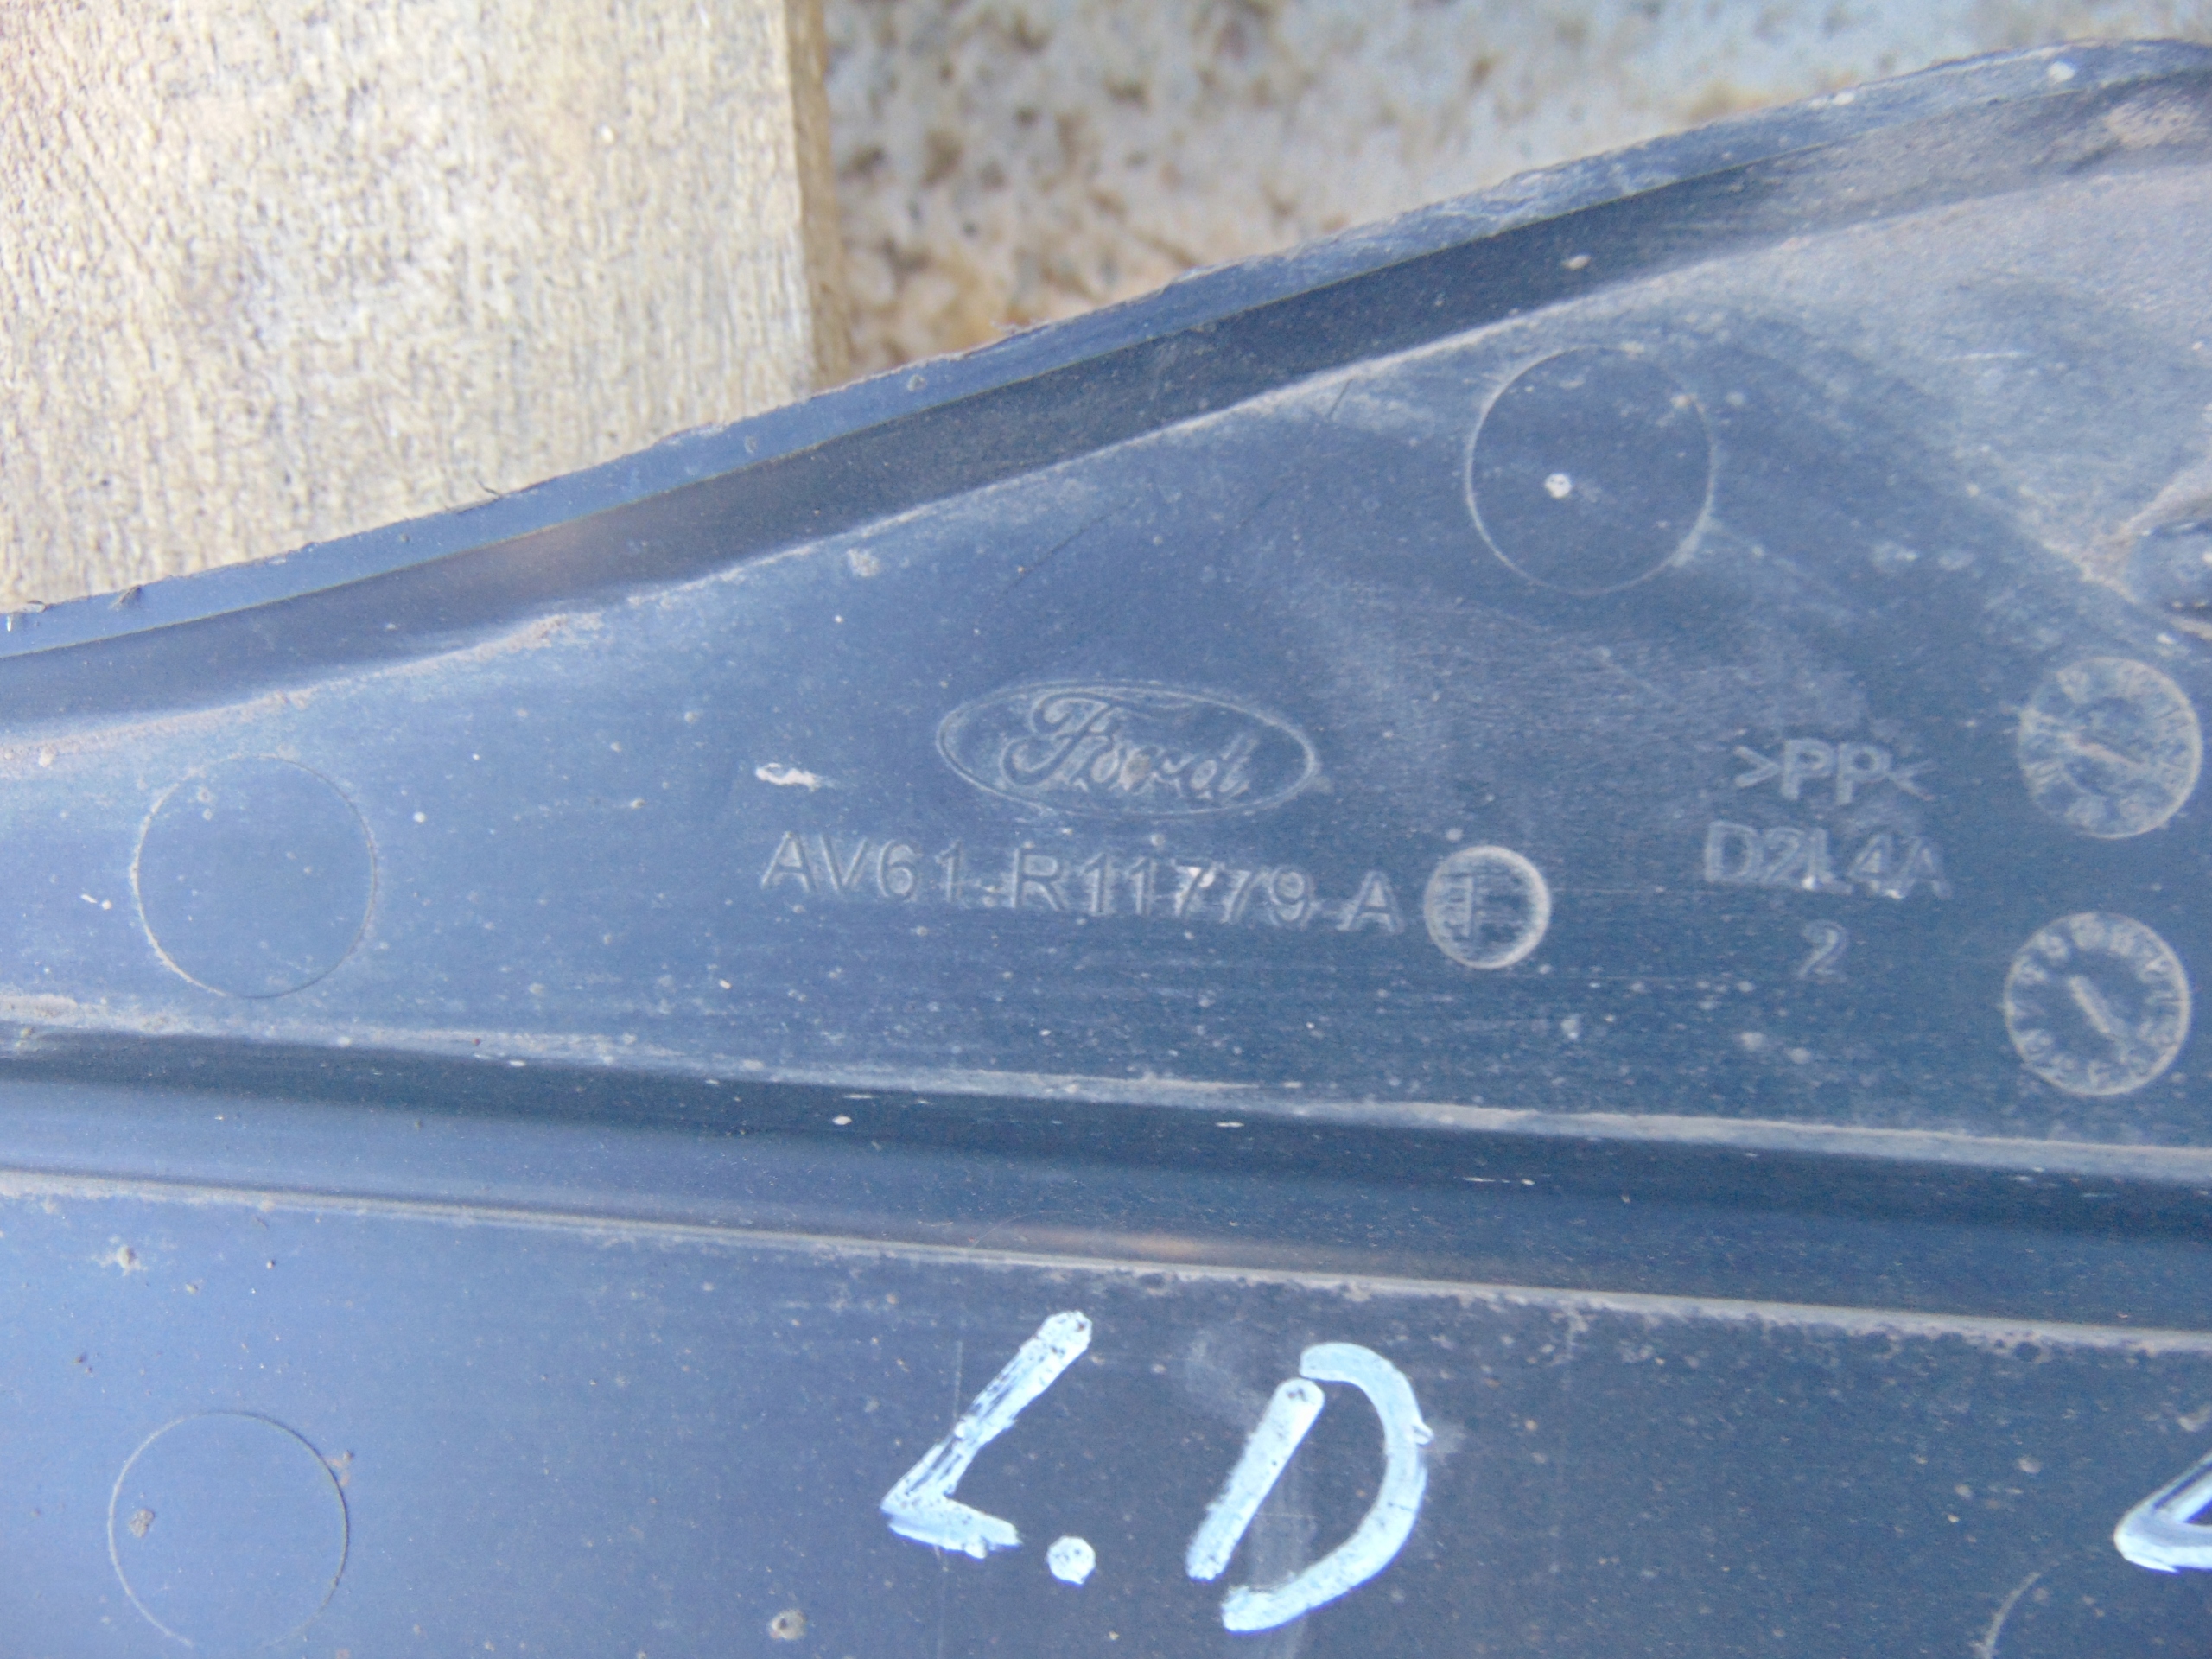 Ford
>PP<
AV61-R11779-A
D2L4A
2
L.D